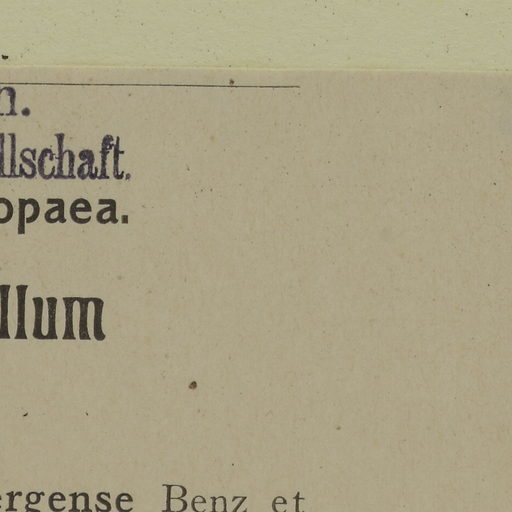 n.
llschaft.
opaea.
llum
ergense Benz et